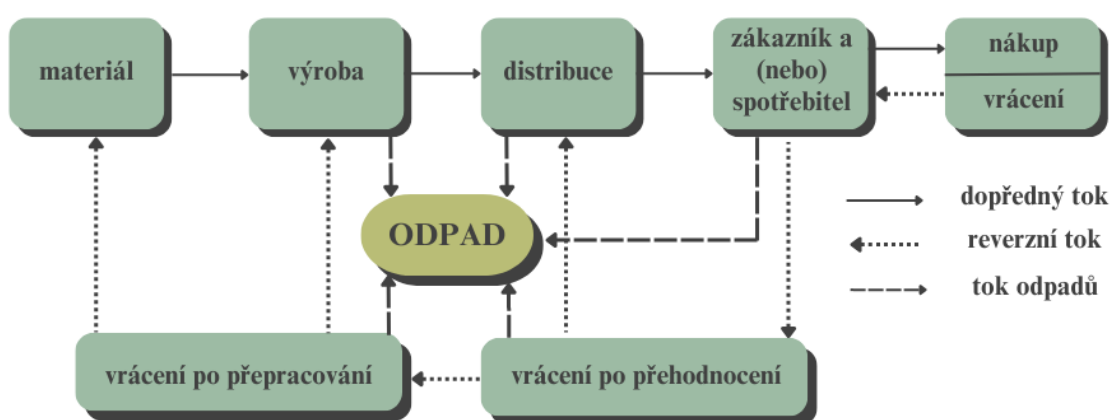 materiál
výroba
distribuce
zákazník a
(nebo)
spotřebitel
nákup
vrácení
ODPAD
dopředný tok
reverzní tok
tok odpadů
vrácení po přepracování
vrácení po přehodnocení